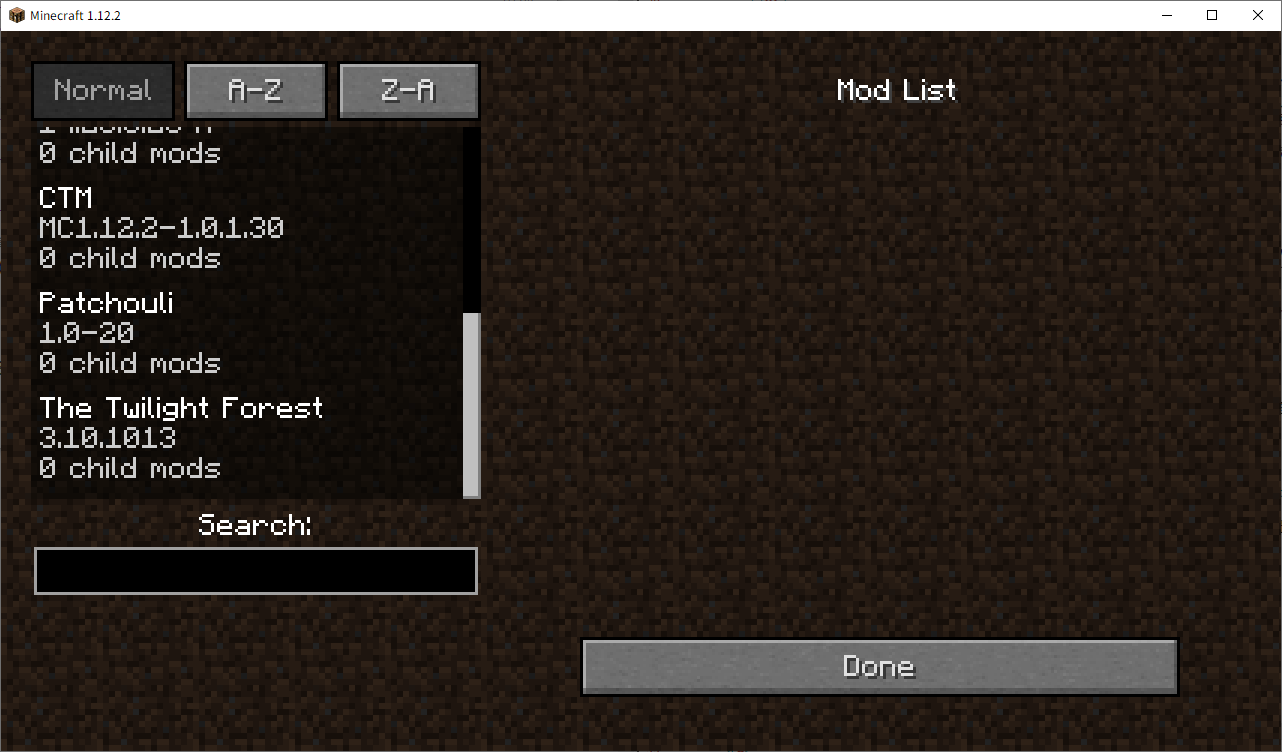 Minecraft 1.12.2
Normal
A-Z
Z-A
Mod List
0 child mods
CTM
MC1.12.2-1.0.1.30
0 child mods
Patchouli
1.0-20
0 child mods
The Twilight Forest
3.10.1013
0 child mods
Search:
Done